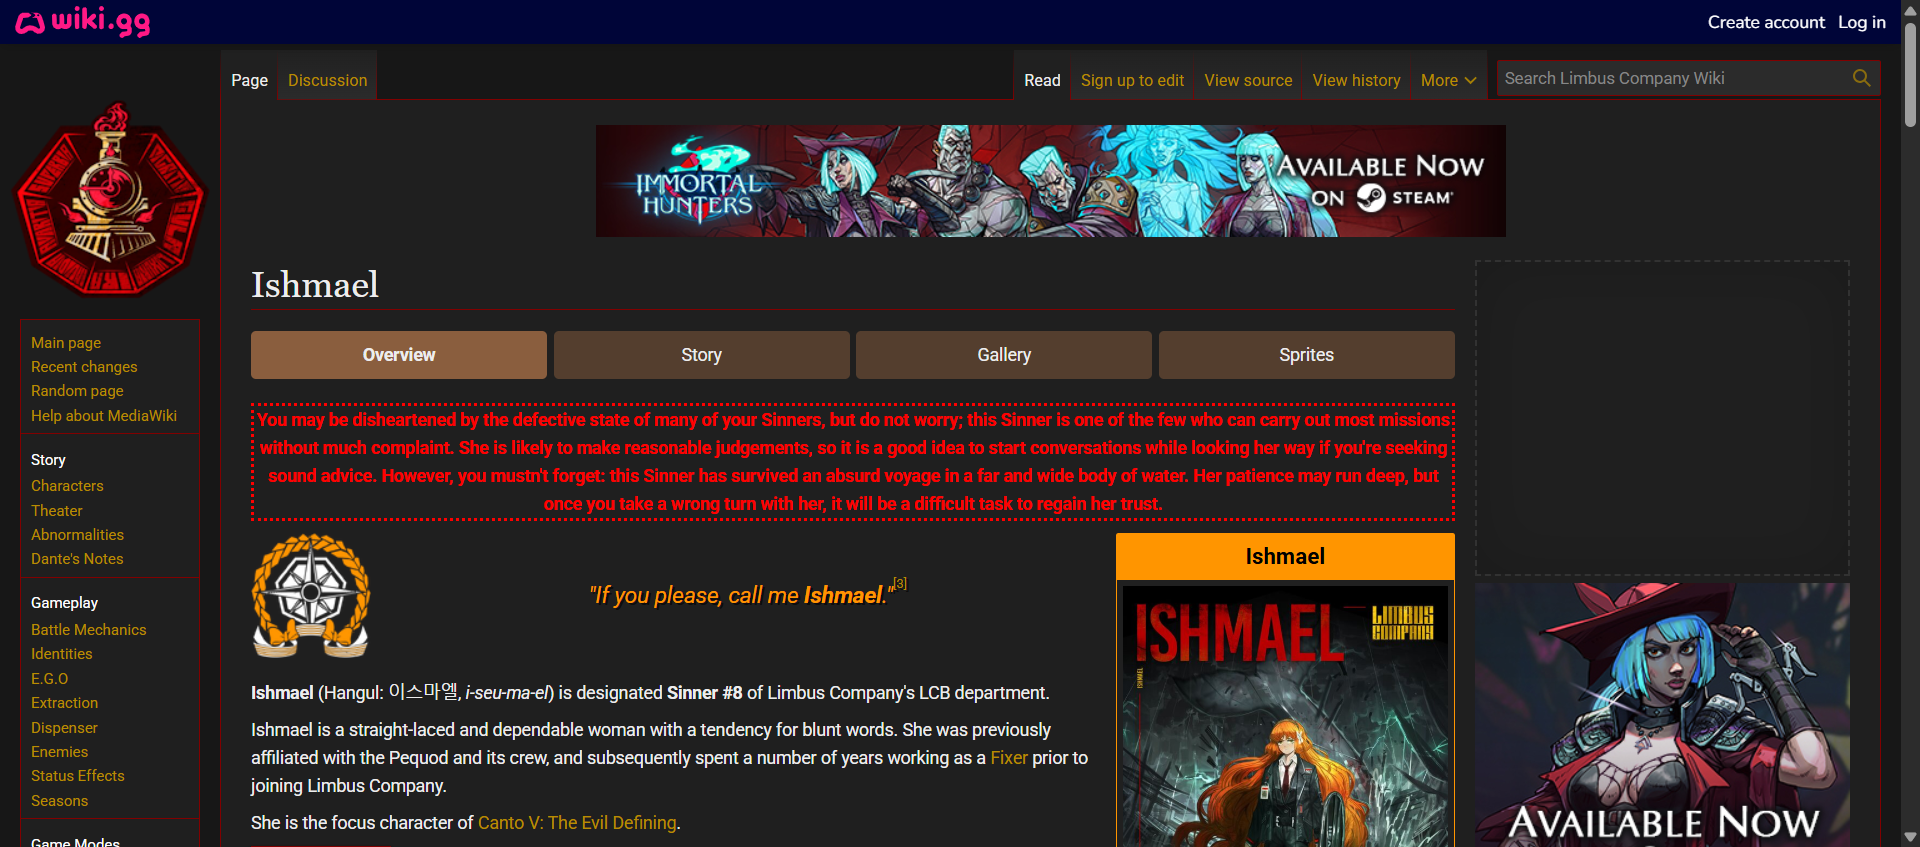 wiki.gg
Create account
Log in
Page
Discussion
Read
Sign up to edit
View source
View history
More
Search Limbus Company Wiki
IMMORTAL
HUNTERS
AVAILABLE NOW
ON STEAM
Ishmael
Main page
Recent changes
Random page
Help about MediaWiki
Story
Characters
Theater
Abnormalities
Dante's Notes
Gameplay
Battle Mechanics
Identities
E.G.O
Extraction
Dispenser
Enemies
Status Effects
Seasons
Game Modes
Overview
Story
Gallery
Sprites
You may be disheartened by the defective state of many of your Sinners, but do not worry; this Sinner is one of the few who can carry out most missions
without much complaint. She is likely to make reasonable judgements, so it is a good idea to start conversations while looking her way if you're seeking
sound advice. However, you mustn't forget: this Sinner has survived an absurd voyage in a far and wide body of water. Her patience may run deep, but
once you take a wrong turn with her, it will be a difficult task to regain her trust.
"If you please, call me Ishmael."[3]
Ishmael (Hangul: 이스마엘, i-seu-ma-el) is designated Sinner #8 of Limbus Company's LCB department.
Ishmael is a straight-laced and dependable woman with a tendency for blunt words. She was previously
affiliated with the Pequod and its crew, and subsequently spent a number of years working as a Fixer prior to
joining Limbus Company.
She is the focus character of Canto V: The Evil Defining.
Ishmael
ISHMAEL
LIMBUS
COMPANY
ISHMAEL
AVAILABLE NOW